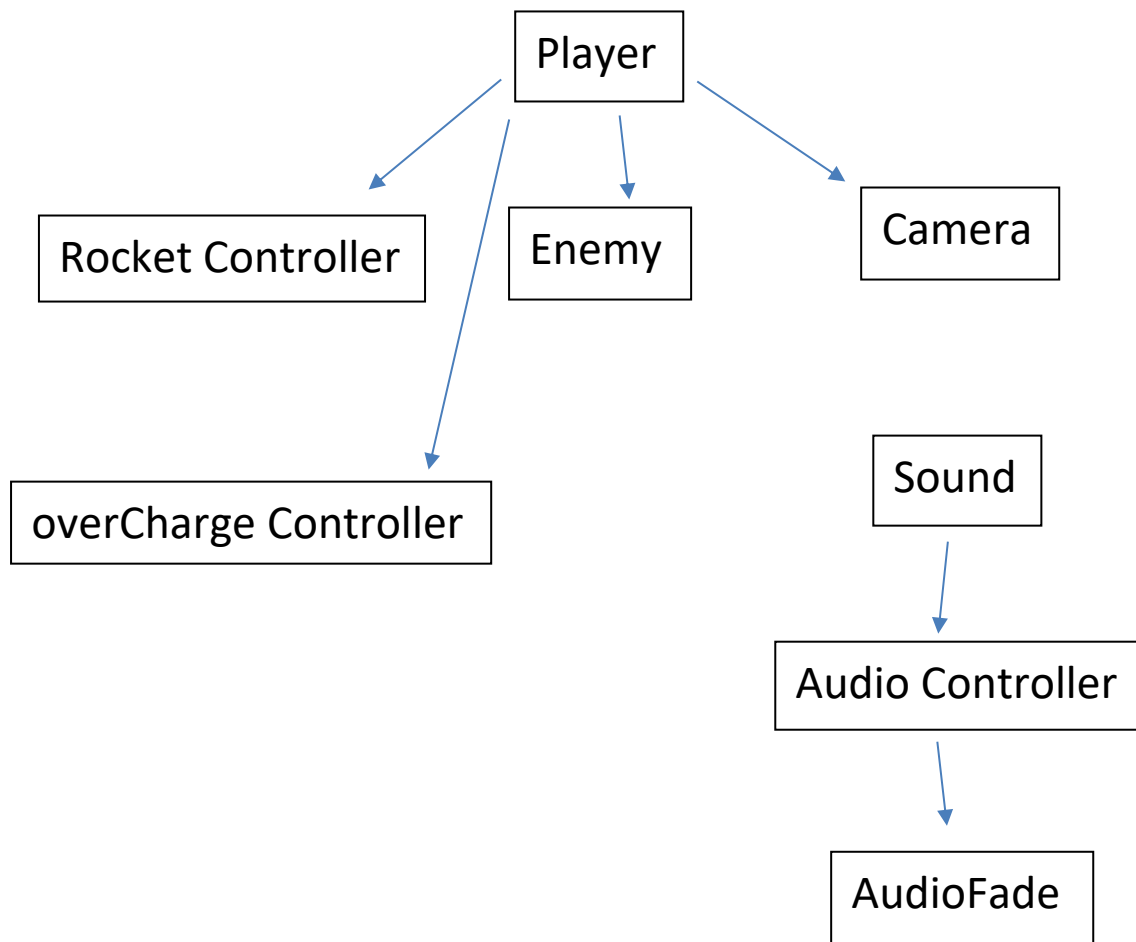 Player
Rocket Controller
Enemy
Camera
Sound
overCharge Controller
Audio Controller
AudioFade